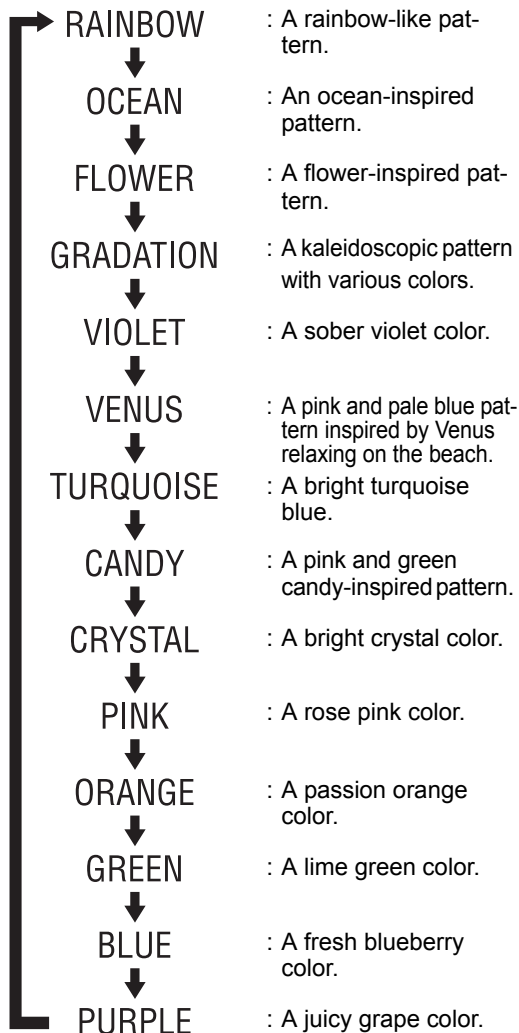 RAINBOW : A rainbow-like pat-
tern.
OCEAN : An ocean-inspired
pattern.
FLOWER : A flower-inspired pat-
tern.
GRADATION : A kaleidoscopic pattern
with various colors.
VIOLET : A sober violet color.
VENUS : A pink and pale blue pat-
tern inspired by Venus
relaxing on the beach.
TURQUOISE : A bright turquoise
blue.
CANDY : A pink and green
candy-inspired pattern.
CRYSTAL : A bright crystal color.
PINK : A rose pink color.
ORANGE : A passion orange
color.
GREEN : A lime green color.
BLUE : A fresh blueberry
color.
PURPLE : A juicy grape color.